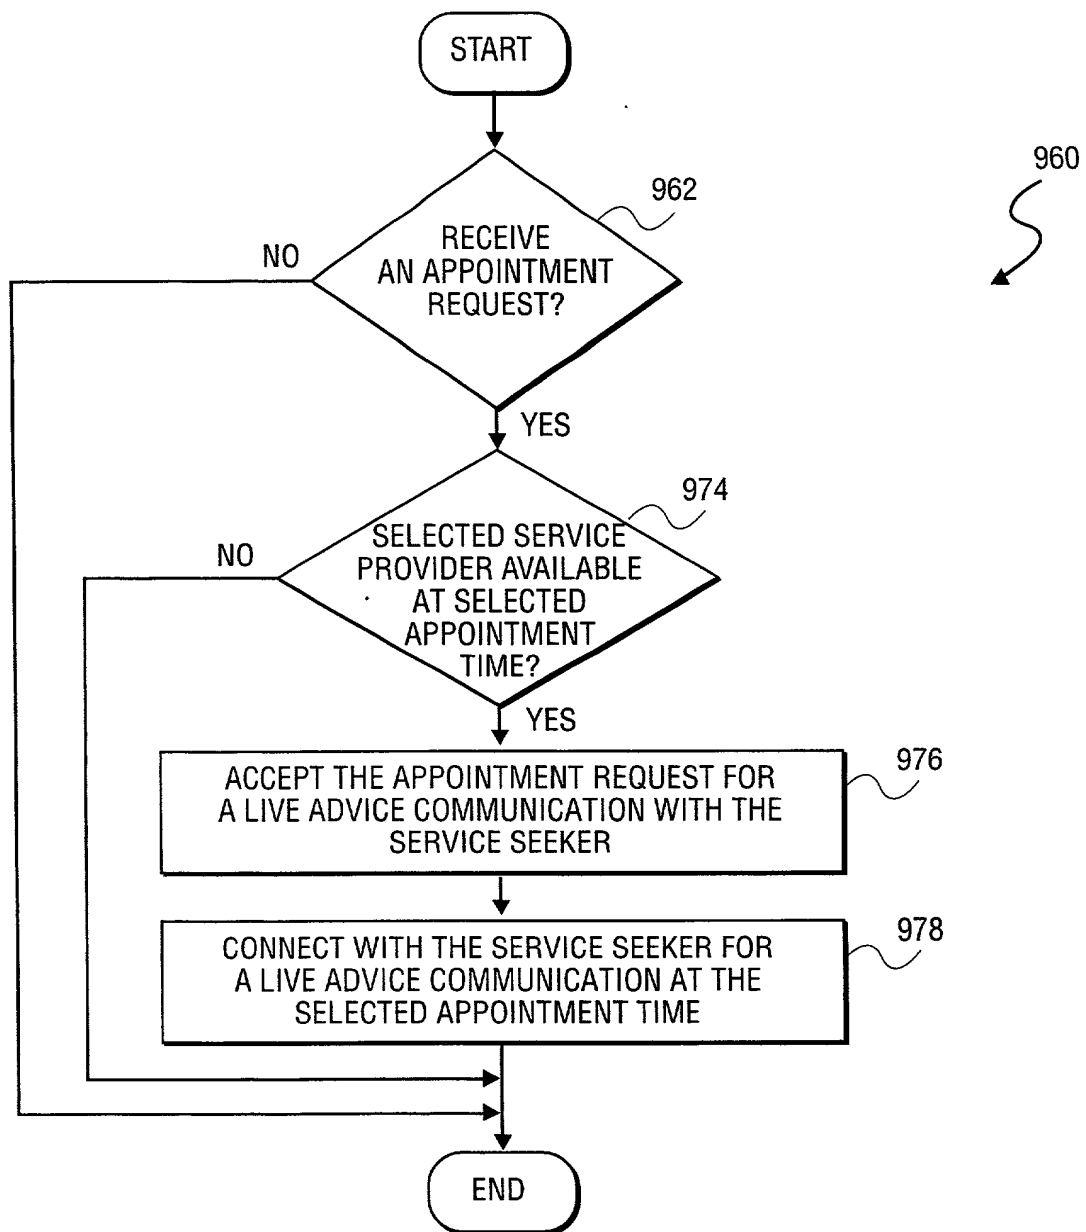 START
960
962
NO
RECEIVE
AN APPOINTMENT
REQUEST?
YES
974
NO
SELECTED SERVICE
PROVIDER AVAILABLE
AT SELECTED
APPOINTMENT
TIME?
YES
976
ACCEPT THE APPOINTMENT REQUEST FOR
A LIVE ADVICE COMMUNICATION WITH THE
SERVICE SEEKER
978
CONNECT WITH THE SERVICE SEEKER FOR
A LIVE ADVICE COMMUNICATION AT THE
SELECTED APPOINTMENT TIME
END